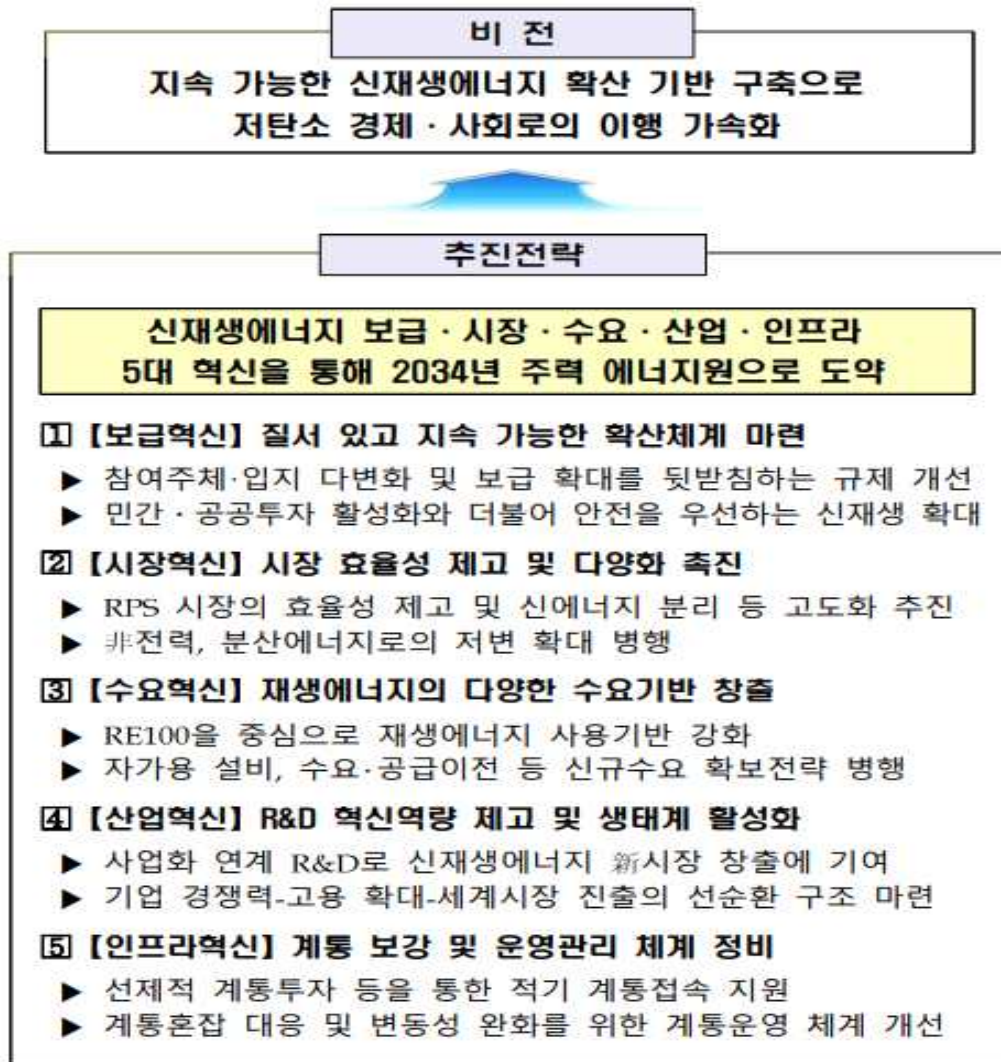 비 전
지속 가능한 신재생에너지 확산 기반 구축으로
저탄소 경제 · 사회로의 이행 가속화
추진전략
신재생에너지 보급 · 시장 · 수요 · 산업 · 인프라
5대 혁신을 통해 2034년 주력 에너지원으로 도약
1 【보급혁신】 질서 있고 지속 가능한 확산체계 마련
▶ 참여주체·입지 다변화 및 보급 확대를 뒷받침하는 규제 개선
▶ 민간 · 공공투자 활성화와 더불어 안전을 우선하는 신재생 확대
2 【시장혁신】 시장 효율성 제고 및 다양화 촉진
▶ RPS 시장의 효율성 제고 및 신에너지 분리 등 고도화 추진
▶ 非전력, 분산에너지로의 저변 확대 병행
3 【수요혁신】 재생에너지의 다양한 수요기반 창출
▶ RE100을 중심으로 재생에너지 사용기반 강화
▶ 자가용 설비, 수요·공급이전 등 신규수요 확보전략 병행
4 【산업혁신】 R&D 혁신역량 제고 및 생태계 활성화
▶ 사업화 연계 R&D로 신재생에너지 新시장 창출에 기여
▶ 기업 경쟁력-고용 확대-세계시장 진출의 선순환 구조 마련
5 【인프라혁신】 계통 보강 및 운영관리 체계 정비
▶ 선제적 계통투자 등을 통한 적기 계통접속 지원
▶ 계통혼잡 대응 및 변동성 완화를 위한 계통운영 체계 개선